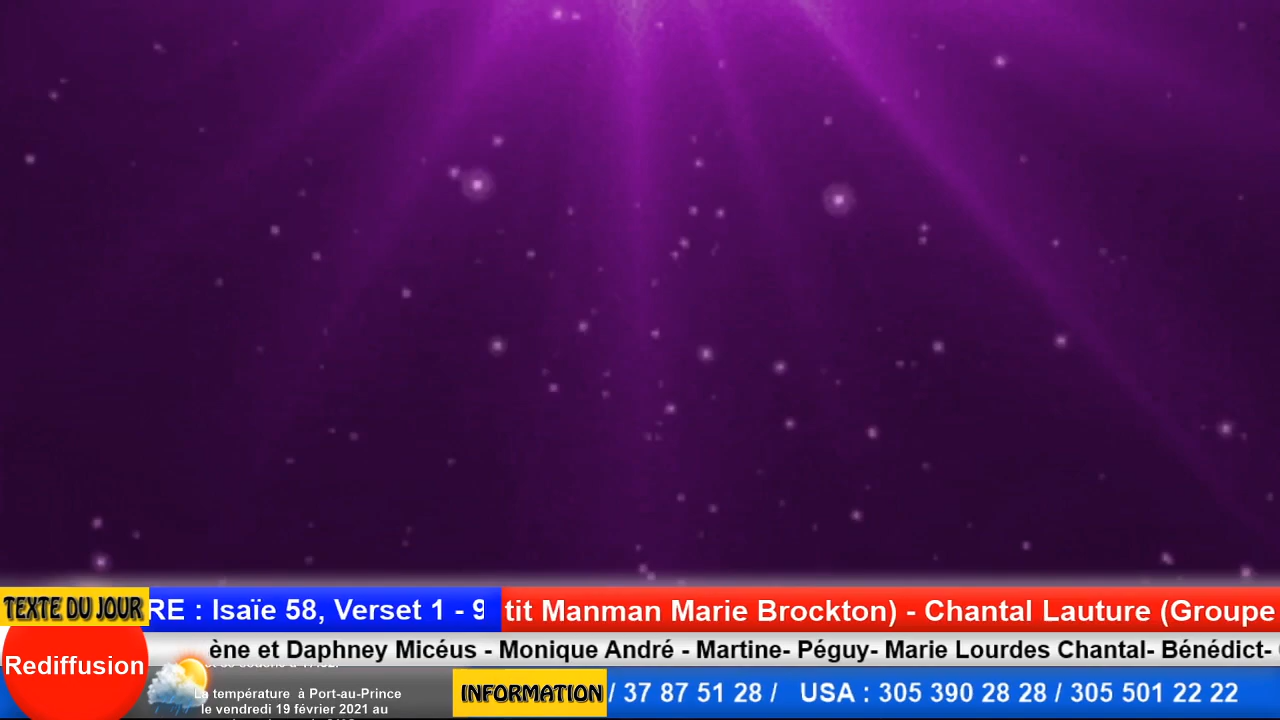 TEXTE DU JOUR
RE : Isaïe 58, Verset 1 - 9
tit Manman Marie Brockton) - Chantal Lauture (Groupe
ène et Daphney Micéus - Monique André - Martine- Péguy- Marie Lourdes Chantal- Bénédict-
Rediffusion
La température à Port-au-Prince
le vendredi 19 février 2021 au
INFORMATION
/ 37 87 51 28 / USA : 305 390 28 28 / 305 501 22 22